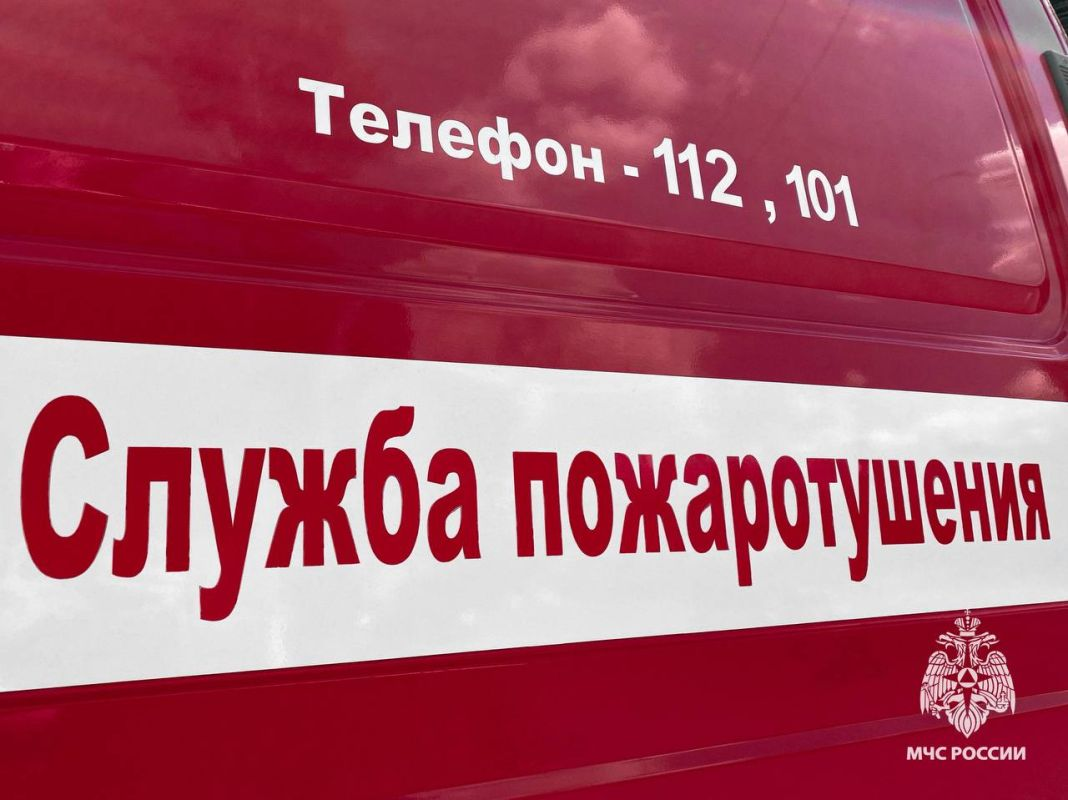 Телефон - 112 , 101
Служба пожаротушения
МЧС РОССИИ